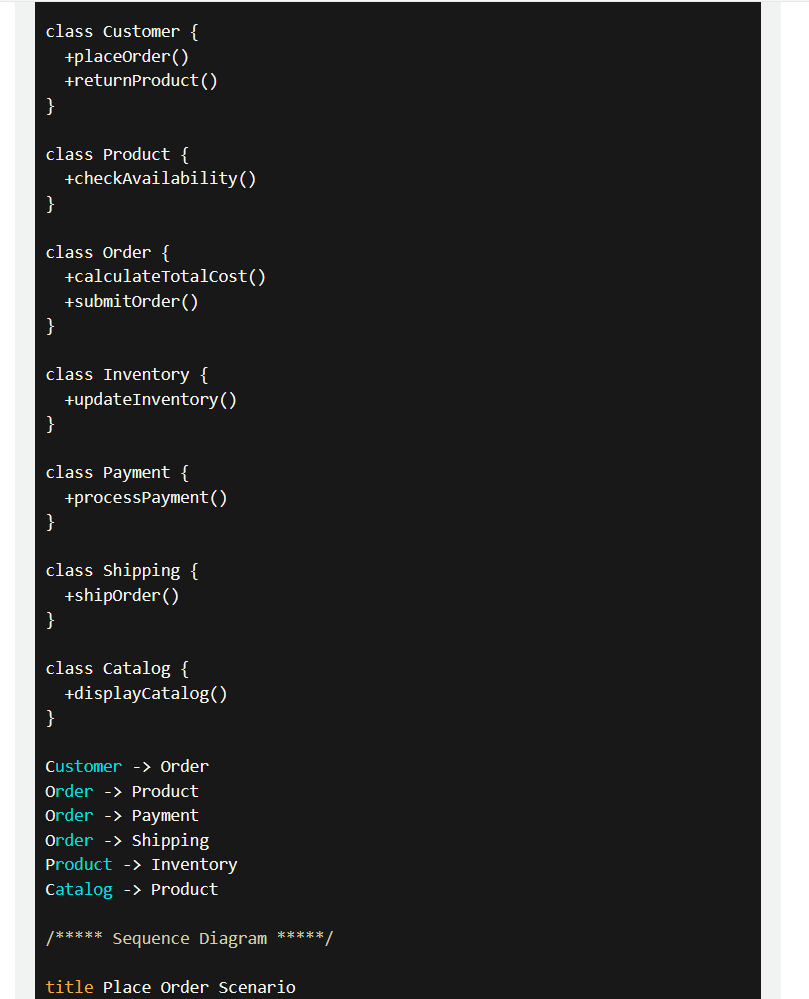 class Customer {
  +placeOrder()
  +returnProduct()
}

class Product {
  +checkAvailability()
}

class Order {
  +calculateTotalCost()
  +submitOrder()
}

class Inventory {
  +updateInventory()
}

class Payment {
  +processPayment()
}

class Shipping {
  +shipOrder()
}

class Catalog {
  +displayCatalog()
}

Customer -> Order
Order -> Product
Order -> Payment
Order -> Shipping
Product -> Inventory
Catalog -> Product

/***** Sequence Diagram *****/

title Place Order Scenario